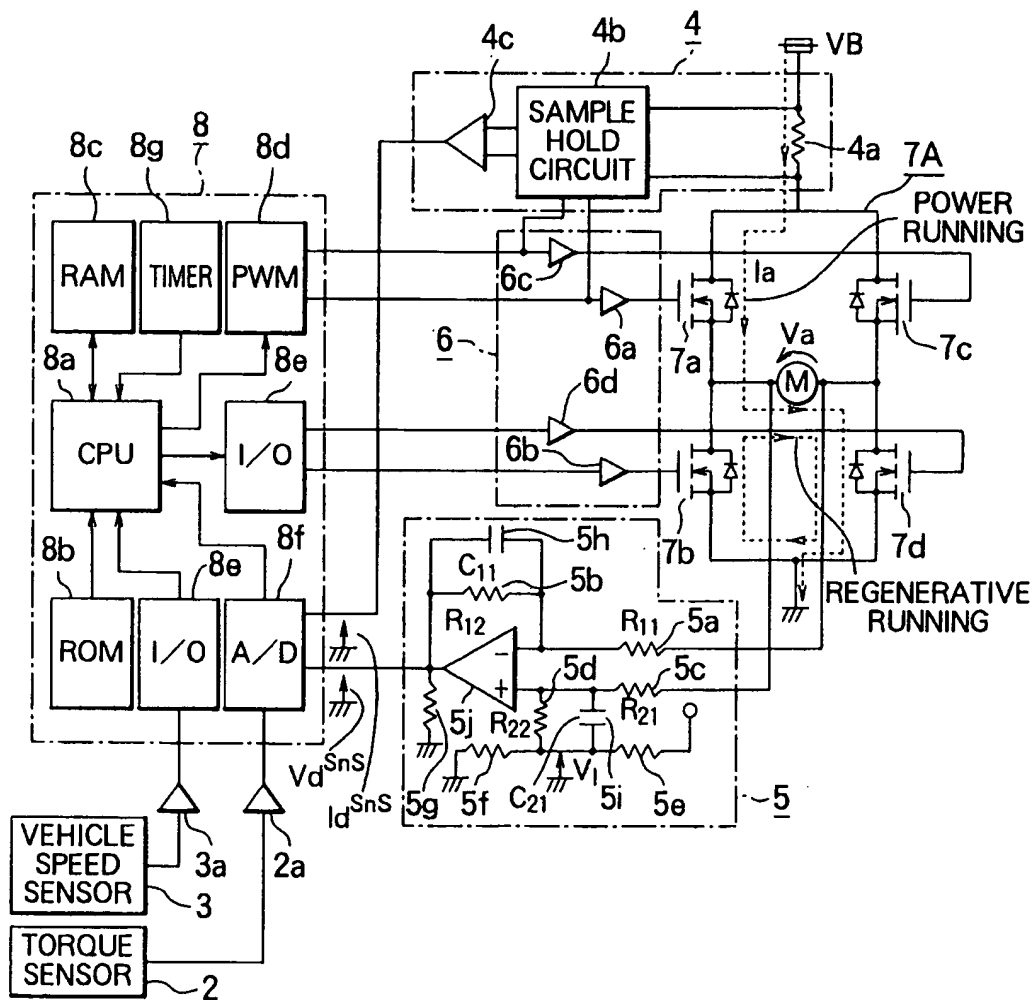 4c
4b
4
VB
SAMPLE
HOLD
CIRCUIT
4a
7A
8
8c
8g
8d
POWER
RUNNING
RAM
TIMER
PWM
6c
Ia
6a
7a
7c
Va
M
6
8a
8e
6d
CPU
I/O
6b
7b
7d
5h
C11
5b
8b
8e
8f
REGENERATIVE
RUNNING
ROM
I/O
A/D
R12
R11
5a
−
+
5d
5c
5j
R22
R21
Vd SnS
Id SnS
5g
5f
V1
C21
5i
5e
5
VEHICLE
SPEED
SENSOR
3a
2a
3
TORQUE
SENSOR
2